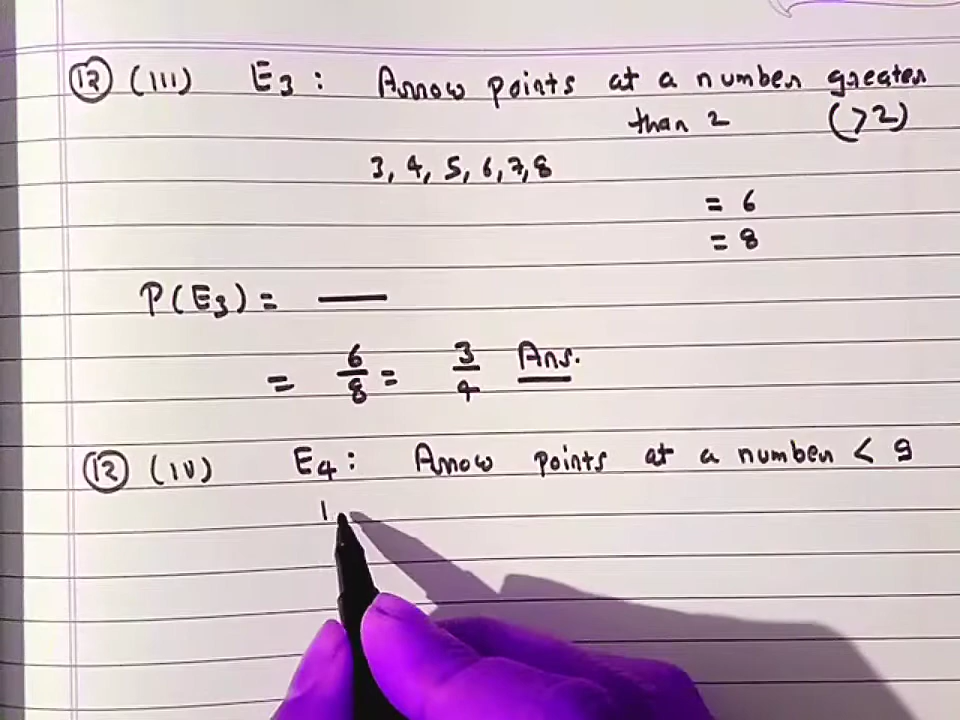 12 (III) E3 : Arrow points at a number greater
than 2 (>2)
3, 4, 5, 6, 7, 8
= 6
= 8
P(E3) = —
= 6/8 = 3/4 Ans.
12 (IV) E4 : Arrow points at a number < 9
1